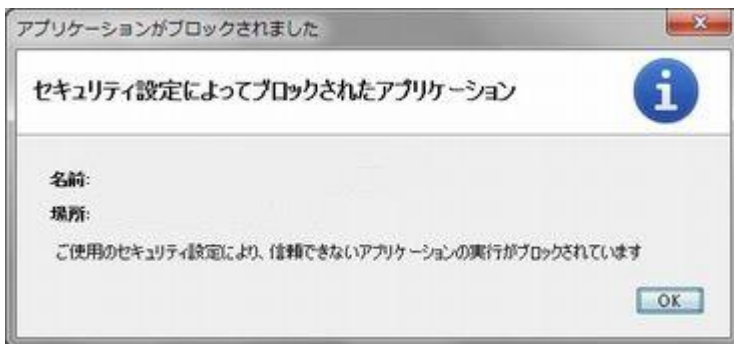 アプリケーションがブロックされました
セキュリティ設定によってブロックされたアプリケーション
名前:
場所:
ご使用のセキュリティ設定により、信頼できないアプリケーションの実行がブロックされています
OK